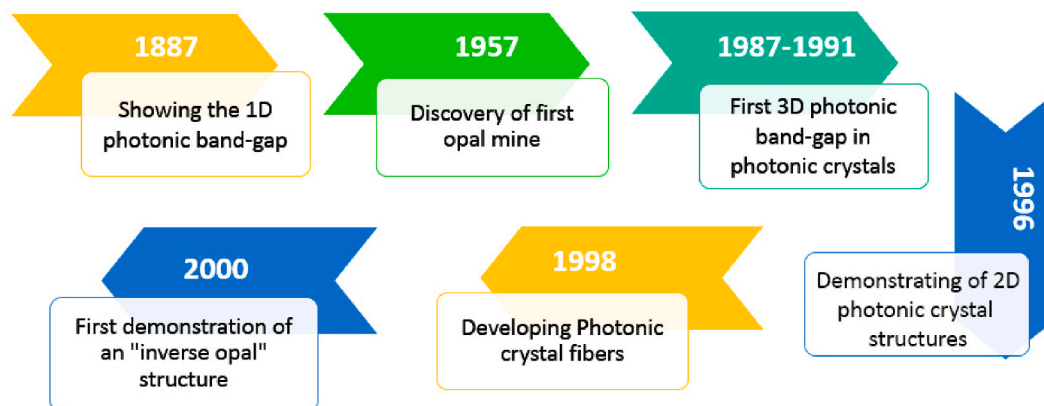 1887
Showing the 1D
photonic band-gap
1957
Discovery of first
opal mine
1987-1991
First 3D photonic
band-gap in
photonic crystals
1996
Demonstrating of 2D
photonic crystal
structures
1998
Developing Photonic
crystal fibers
2000
First demonstration of
an "inverse opal"
structure